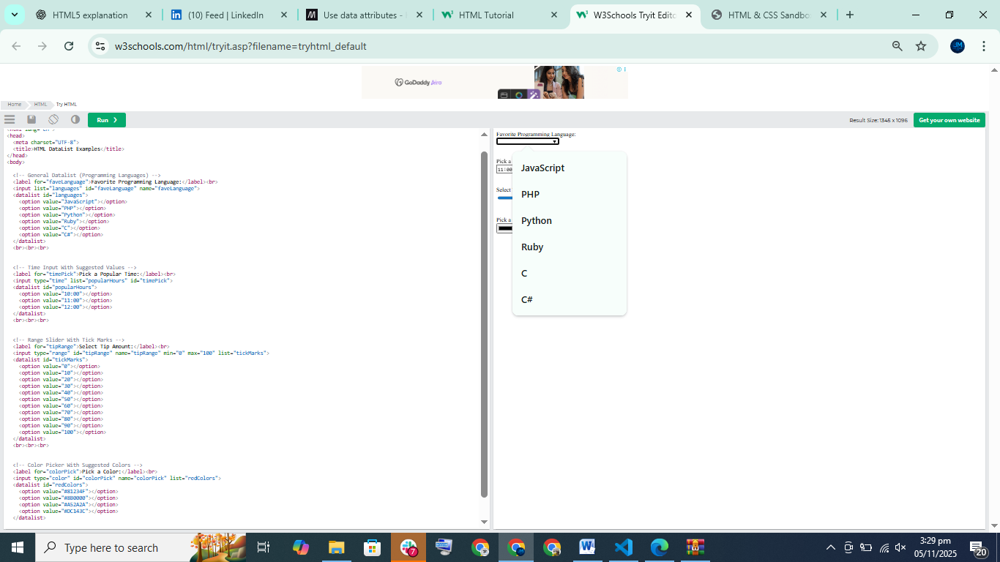 HTML5 explanation
(10) Feed | LinkedIn
Use data attributes -
HTML Tutorial
W3Schools Tryit Edito
HTML & CSS Sandbo
w3schools.com/html/tryit.asp?filename=tryhtml_default
GoDaddy Airo
Home
HTML
Try HTML
Run ❯
Result Size: 1345 x 1096
Get your own website
<head>
<meta charset="UTF-8">
<title>HTML DataList Examples</title>
</head>
<body>
<!-- General Datalist (Programming Languages) -->
<label for="faveLanguage">Favorite Programming Language:</label><br>
<input list="languages" id="faveLanguage" name="faveLanguage">
<datalist id="languages">
<option value="JavaScript"></option>
<option value="PHP"></option>
<option value="Python"></option>
<option value="Ruby"></option>
<option value="C"></option>
<option value="C#"></option>
</datalist>
<br><br><br>
<!-- Time Input With Suggested Values -->
<label for="timePick">Pick a Popular Time:</label><br>
<input type="time" list="popularHours" id="timePick">
<datalist id="popularHours">
<option value="10:00"></option>
<option value="11:00"></option>
<option value="12:00"></option>
</datalist>
<br><br><br>
<!-- Range Slider With Tick Marks -->
<label for="tipRange">Select Tip Amount:</label><br>
<input type="range" id="tipRange" name="tipRange" min="0" max="100" list="tickMarks">
<datalist id="tickMarks">
<option value="0"></option>
<option value="10"></option>
<option value="20"></option>
<option value="30"></option>
<option value="40"></option>
<option value="50"></option>
<option value="60"></option>
<option value="70"></option>
<option value="80"></option>
<option value="90"></option>
<option value="100"></option>
</datalist>
<br><br><br>
<!-- Color Picker With Suggested Colors -->
<label for="colorPick">Pick a Color:</label><br>
<input type="color" id="colorPick" name="colorPick" list="redColors">
<datalist id="redColors">
<option value="#81234F"></option>
<option value="#8B0000"></option>
<option value="#A52A2A"></option>
<option value="#DC143C"></option>
</datalist>
Favorite Programming Language:
Pick a
11:00
Select
Pick a
JavaScript
PHP
Python
Ruby
C
C#
Type here to search
7
3:29 pm
05/11/2025
20